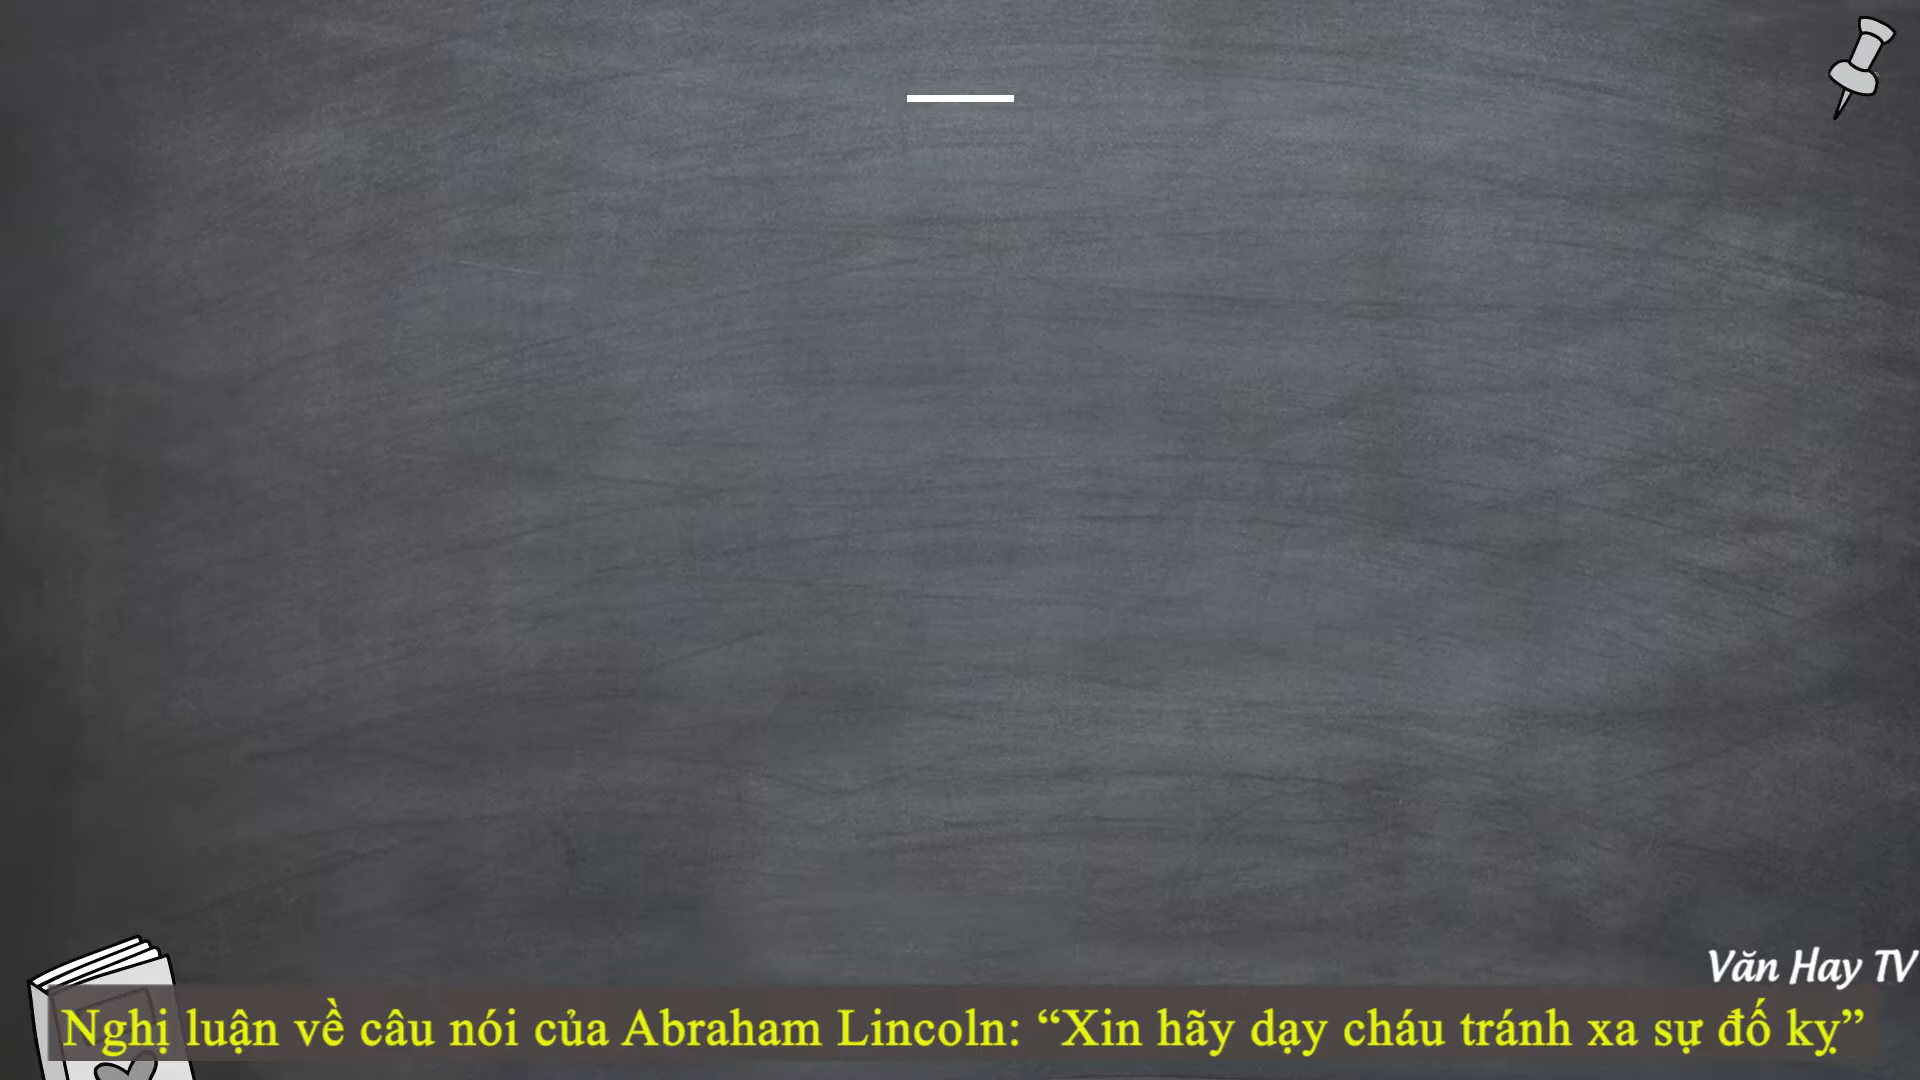 Văn Hay TV
Nghị luận về câu nói của Abraham Lincoln: “Xin hãy dạy cháu tránh xa sự đố kỵ”